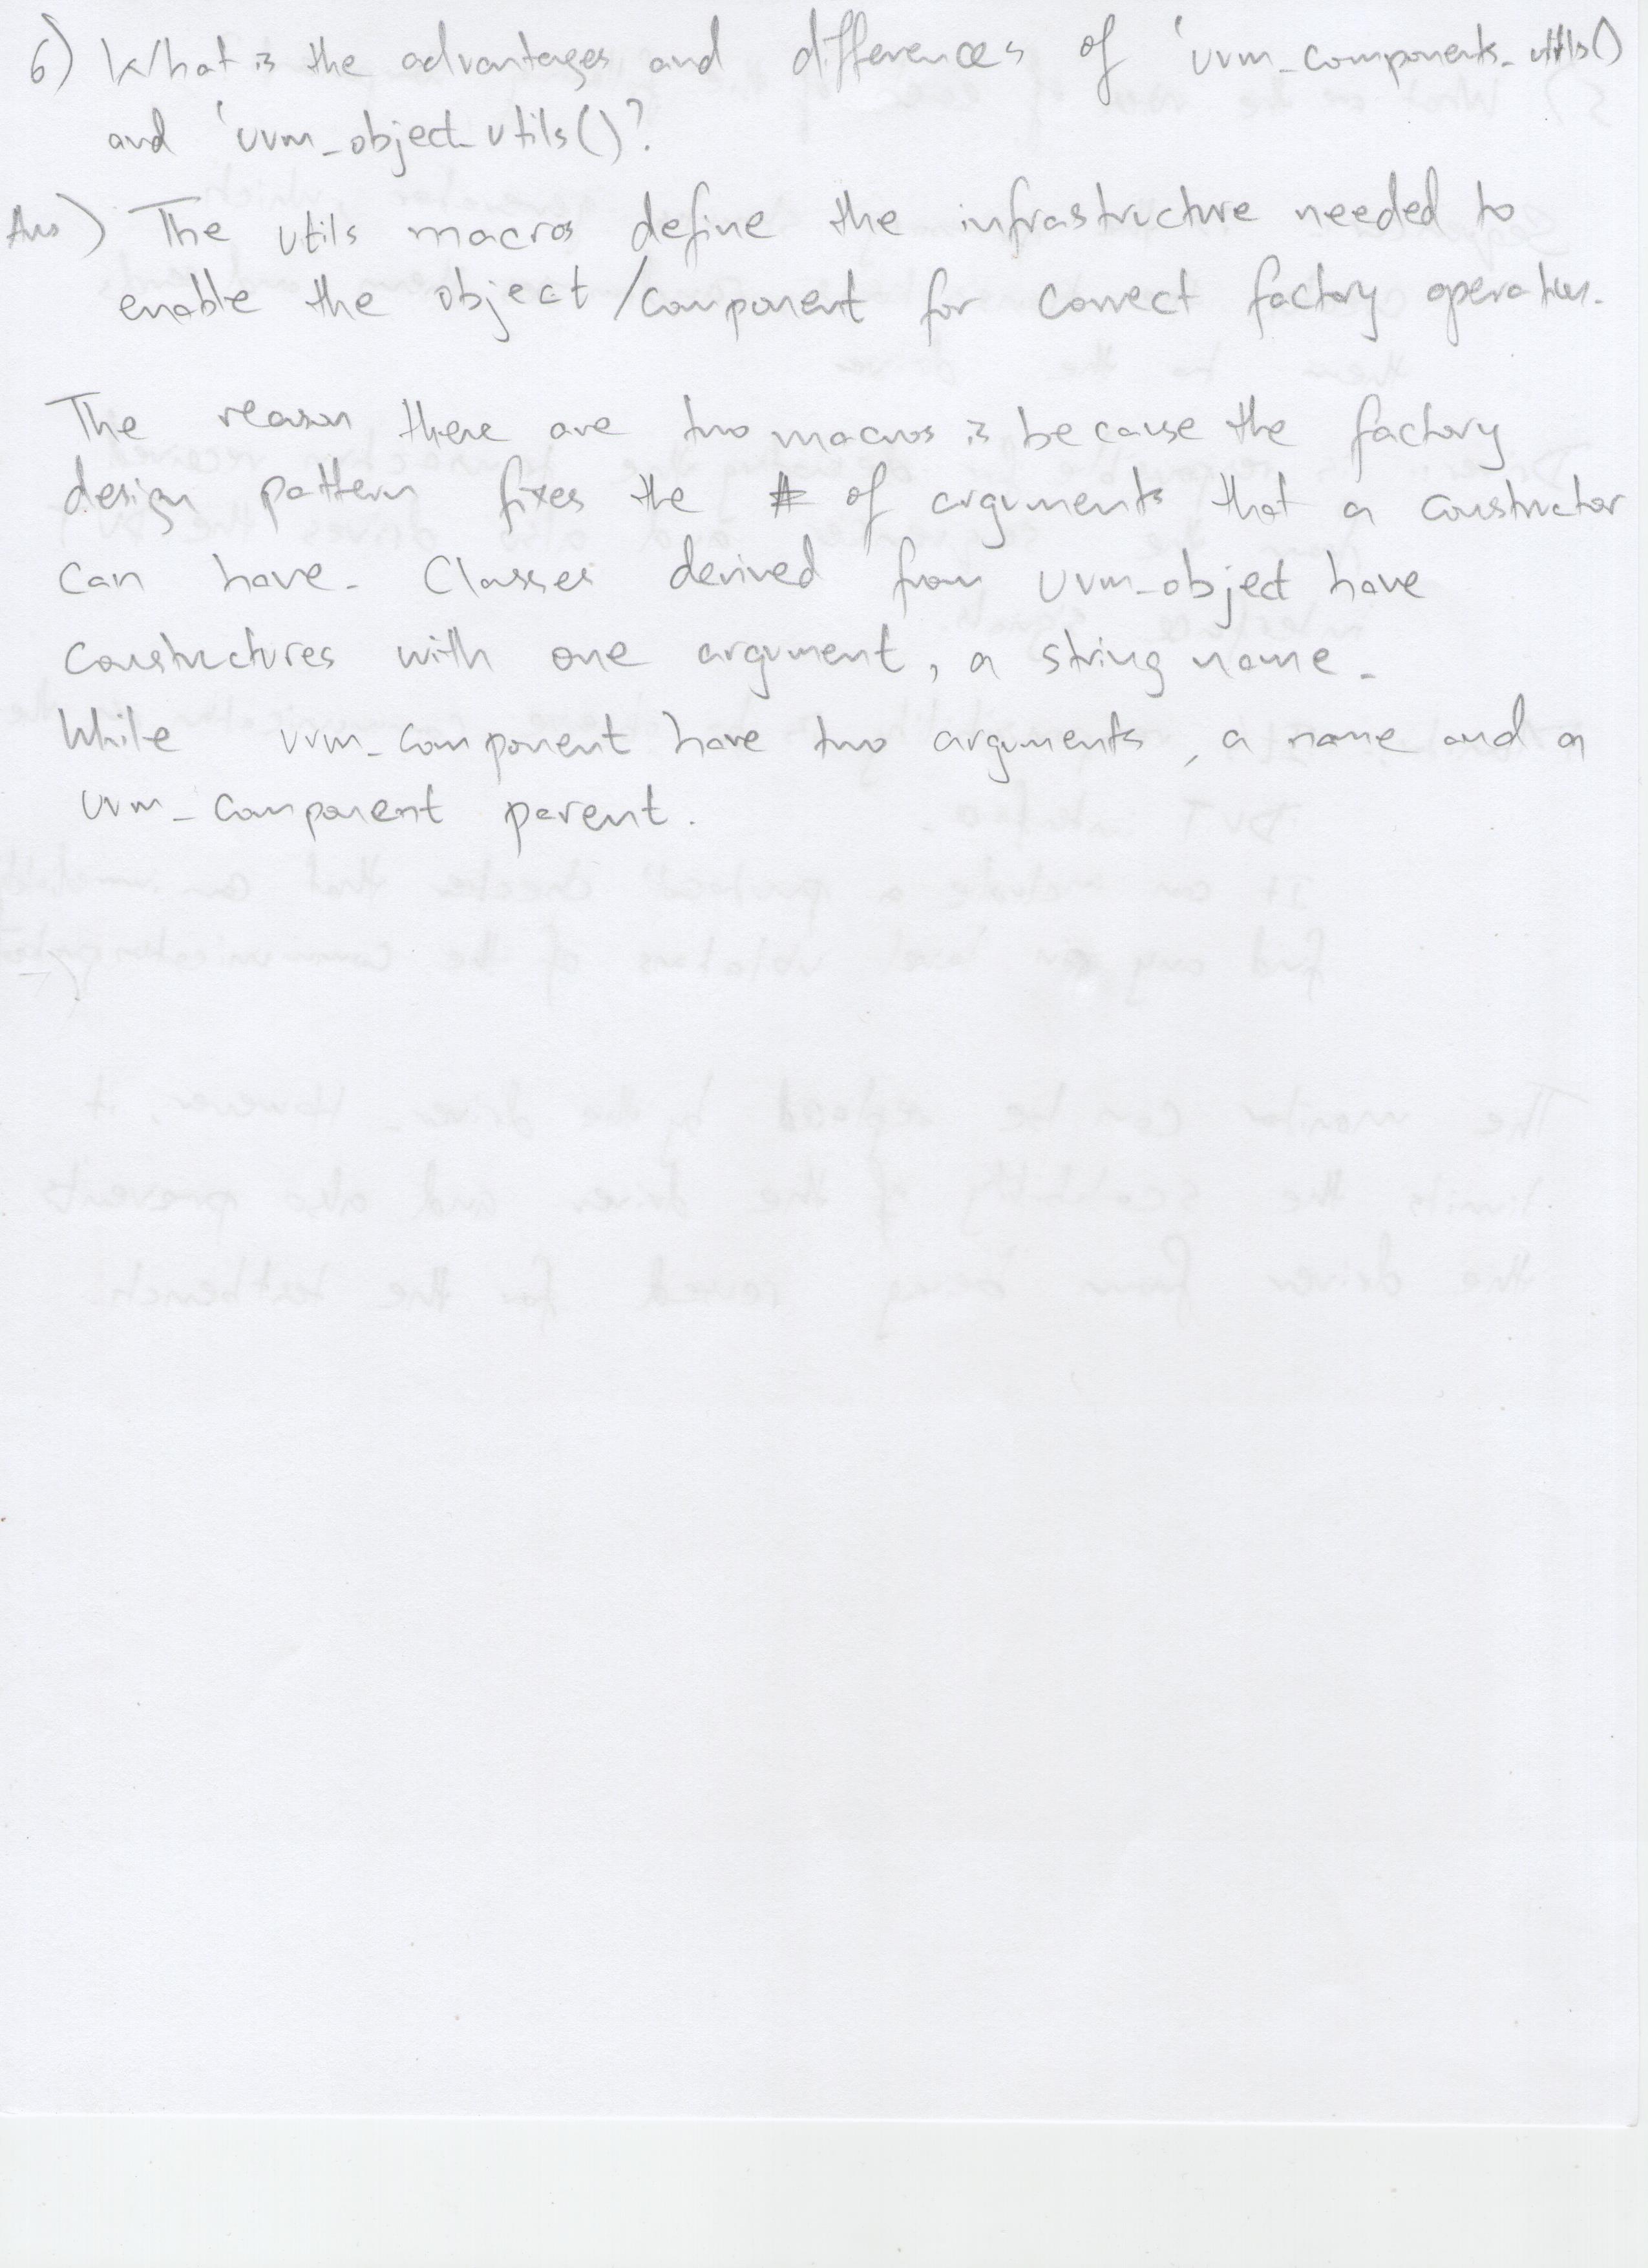 6) What is the advantages and differences of 'uvm_components_utils()
and 'uvm_object_utils()?
Ans) The utils macros define the infrastructure needed to
enable the object/component for correct factory operation.
The reason there are two macros is because the factory
design pattern fixes the # of arguments that a constructor
can have. Classes derived from uvm_object have
constructures with one argument, a string name.
While uvm_component have two arguments, a name and a
uvm_component parent.